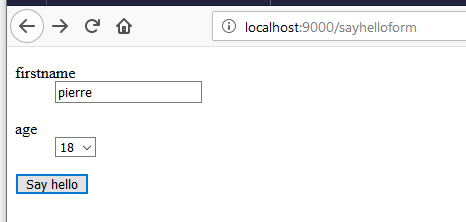 localhost:9000/sayhelloform
firstname
pierre
age
18
Say hello